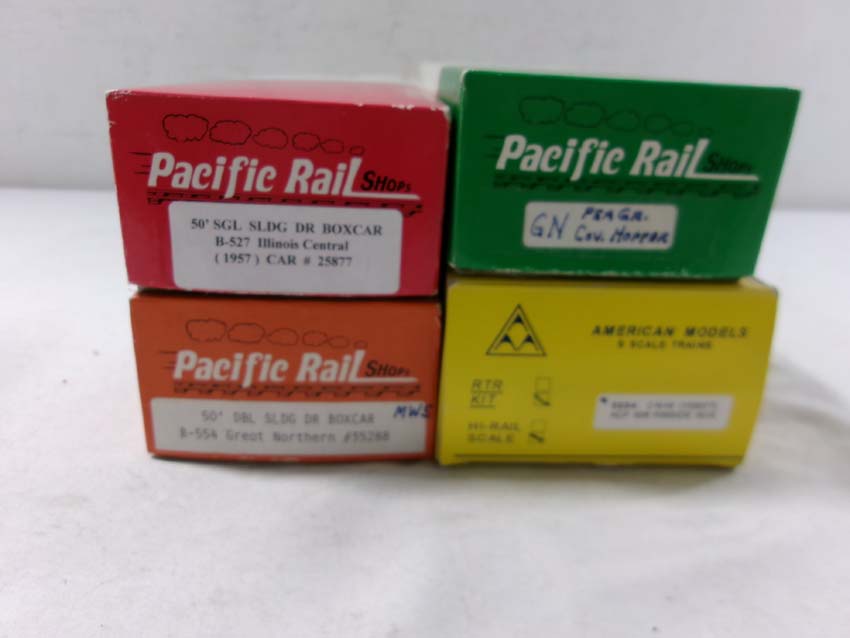 Pacific Rail Shops
50' SGL SLDG DR BOXCAR
B-527 Illinois Central
( 1957 ) CAR # 25877
Pacific Rail Shops
GN PEAGR.
COV. HOPPER
Pacific Rail Shops
MWS
50' DBL SLDG DR BOXCAR
B-554 Great Northern #35288
AMERICAN MODELS
S SCALE TRAINS
RTR
KIT
HI-RAIL
SCALE